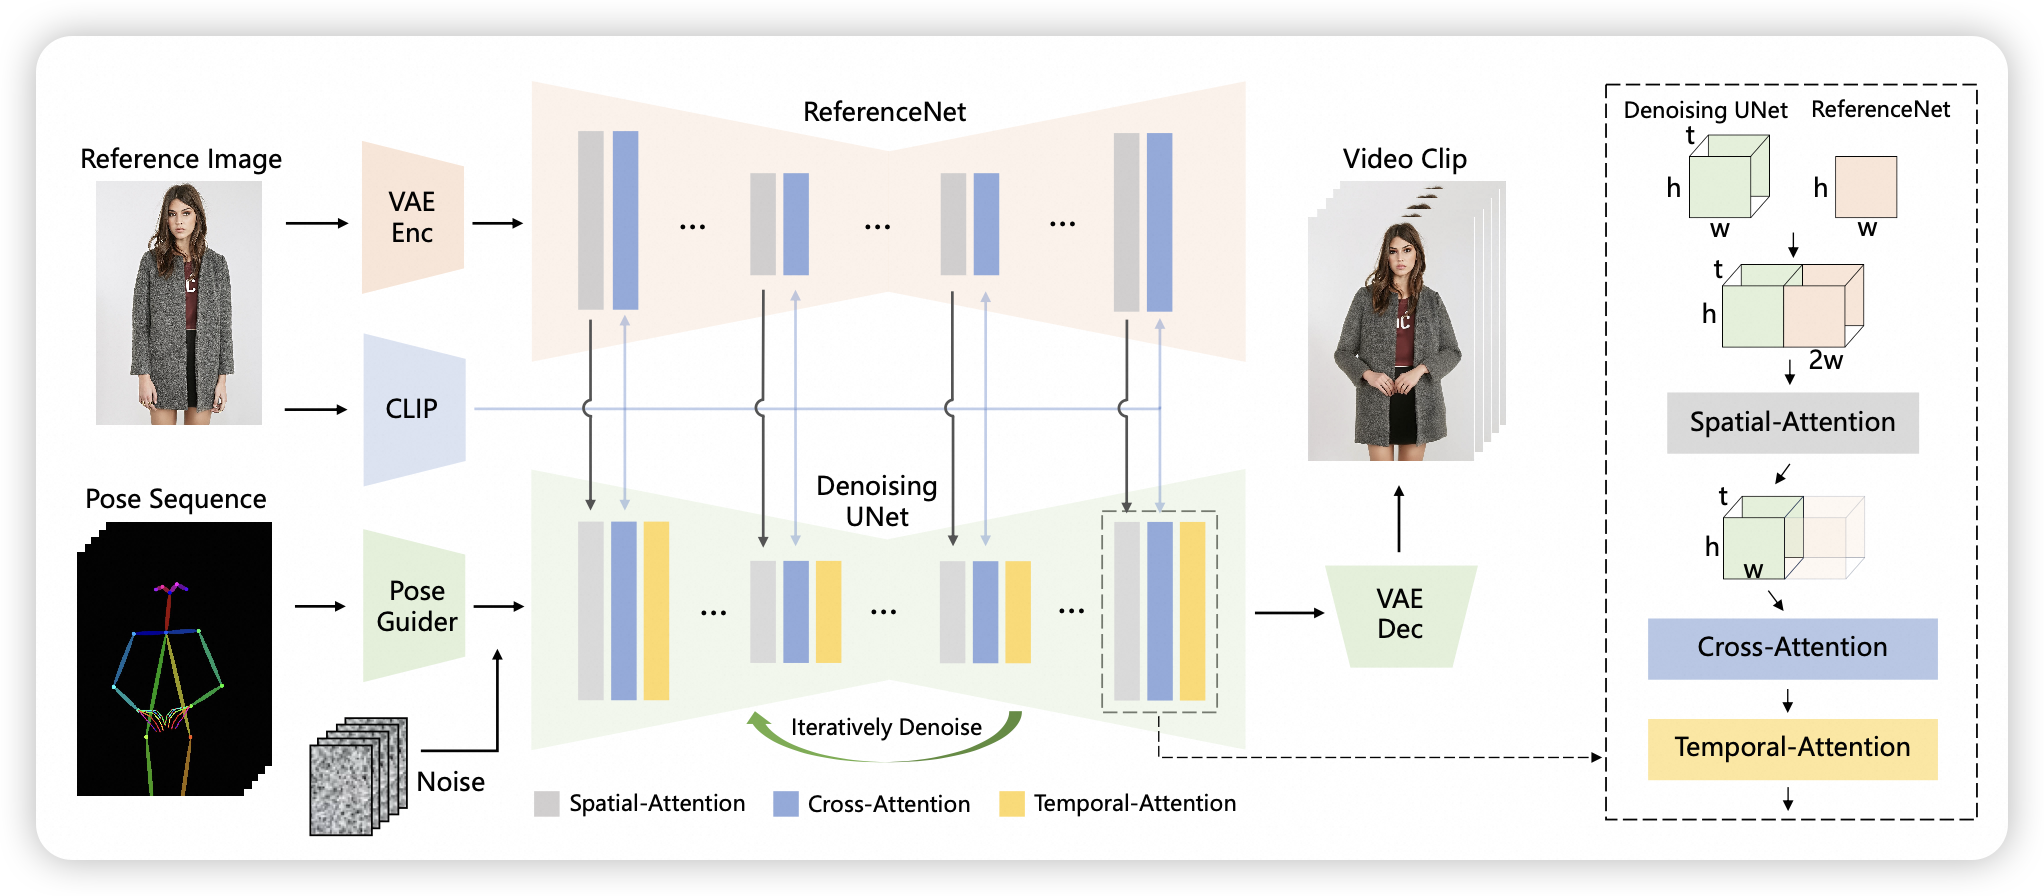 Reference Image
VAE
Enc
CLIP
Pose Sequence
Pose
Guider
Noise
ReferenceNet
...
...
...
Denoising
UNet
...
...
...
Iteratively Denoise
Spatial-Attention
Cross-Attention
Temporal-Attention
Video Clip
VAE
Dec
Denoising UNet
ReferenceNet
t
h
w
h
w
t
h
2w
Spatial-Attention
t
h
w
Cross-Attention
Temporal-Attention